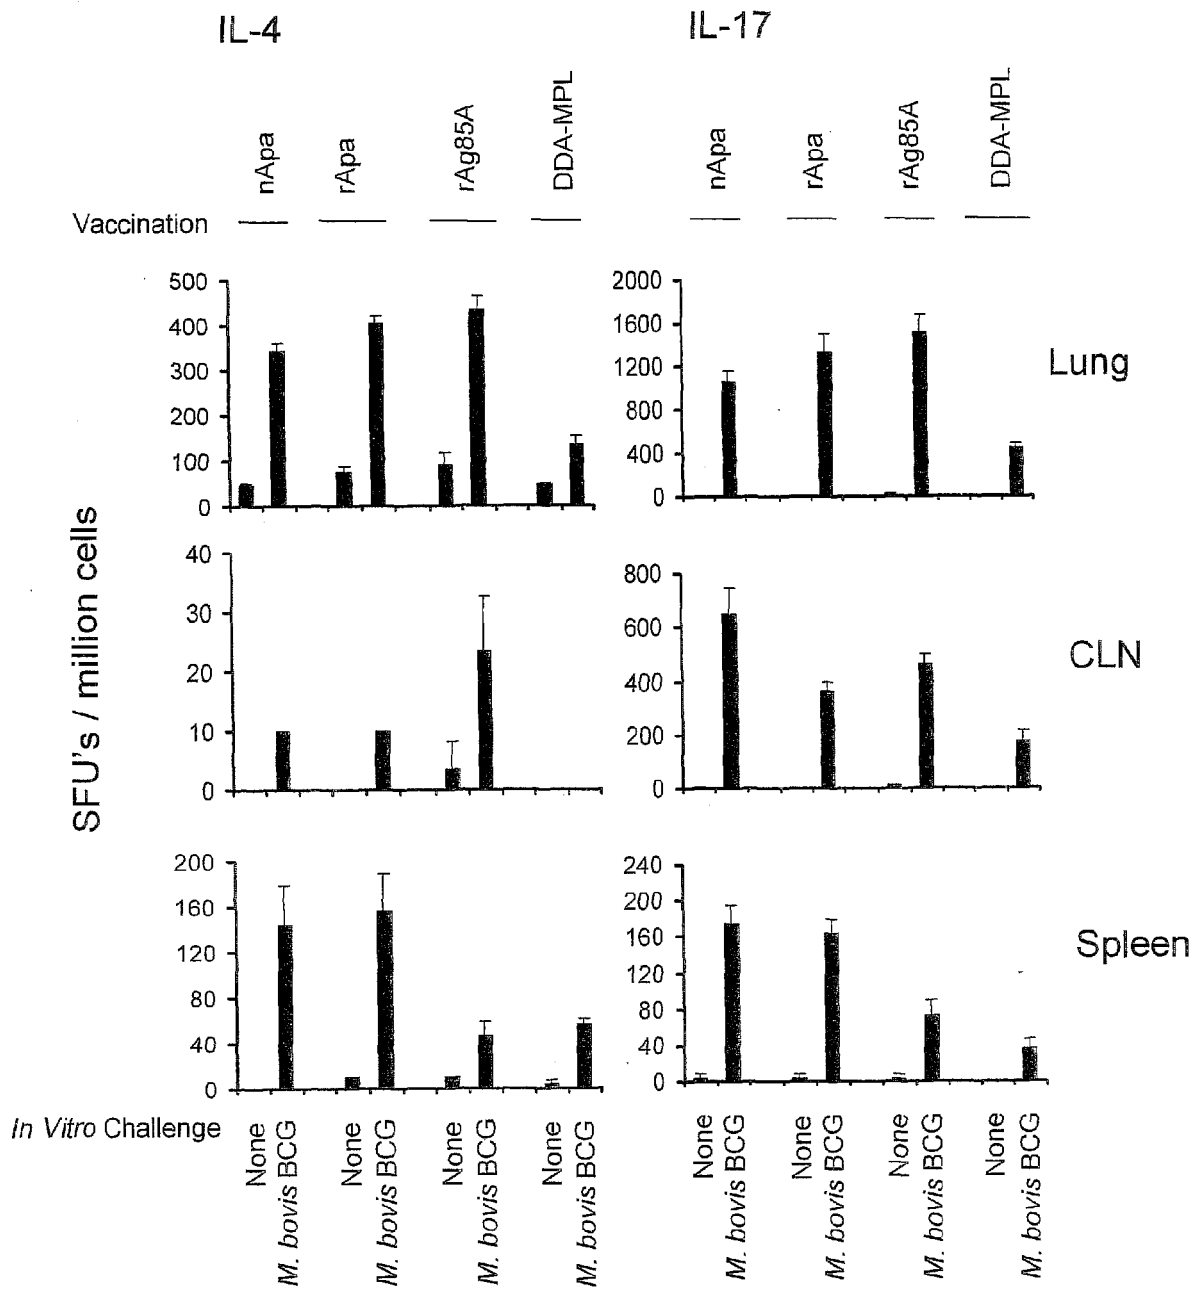 IL-4 IL-17
nApa rApa rAg85A DDA-MPL nApa rApa rAg85A DDA-MPL
Vaccination
500 2000
400 1600
300 1200
200 800
100 400
0 0
Lung
40 800
30 600
20 400
10 200
0 0
CLN
200 240
160 200
120 160
80 120
40 80
0 40
0
Spleen
SFU's / million cells
In Vitro Challenge
None M. bovis BCG None M. bovis BCG None M. bovis BCG None M. bovis BCG None M. bovis BCG None M. bovis BCG None M. bovis BCG None M. bovis BCG